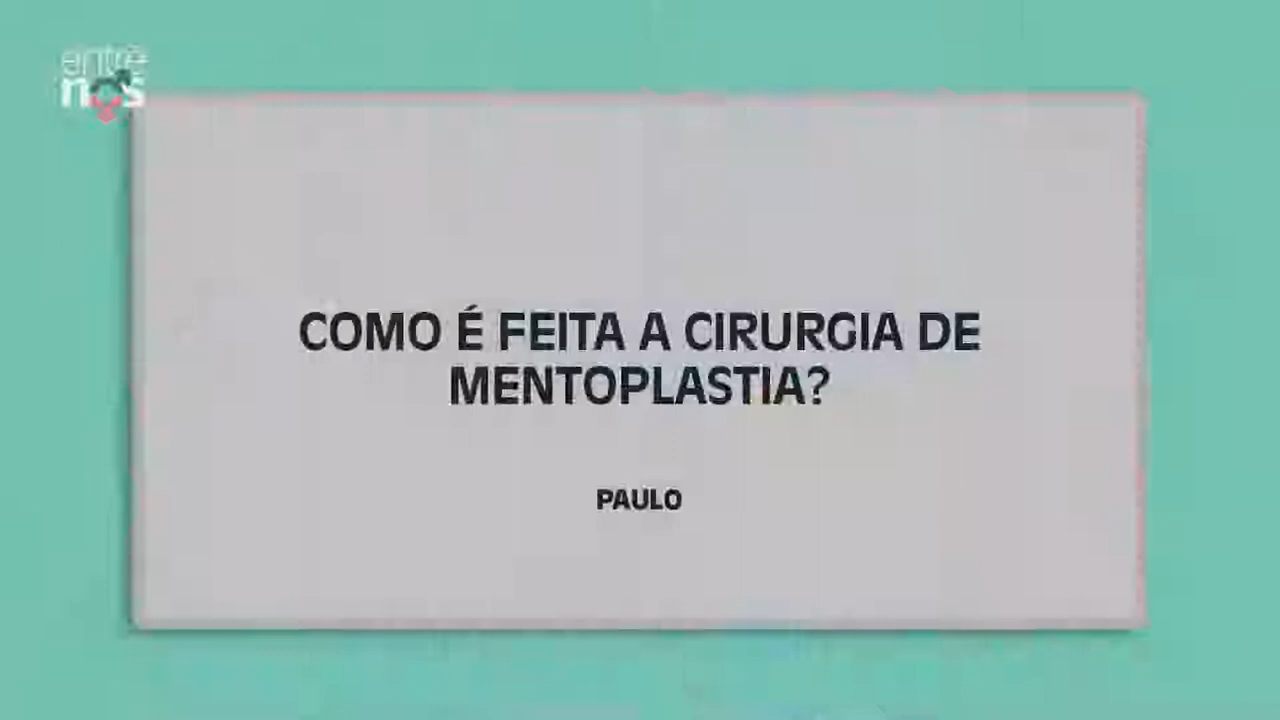 entre
nós
COMO É FEITA A CIRURGIA DE
MENTOPLASTIA?
PAULO